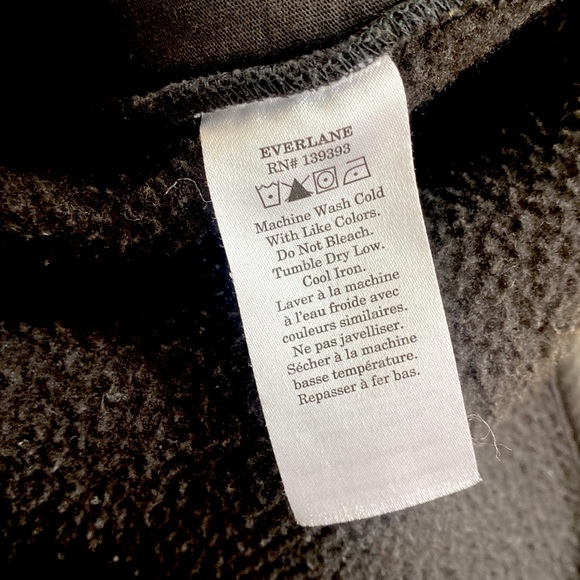 EVERLANE
RN# 139393
Machine Wash Cold
With Like Colors.
Do Not Bleach.
Tumble Dry Low.
Cool Iron.
Laver à la machine
à l'eau froide avec
couleurs similaires.
Ne pas javelliser.
Sécher à la machine
basse température.
Repasser à fer bas.